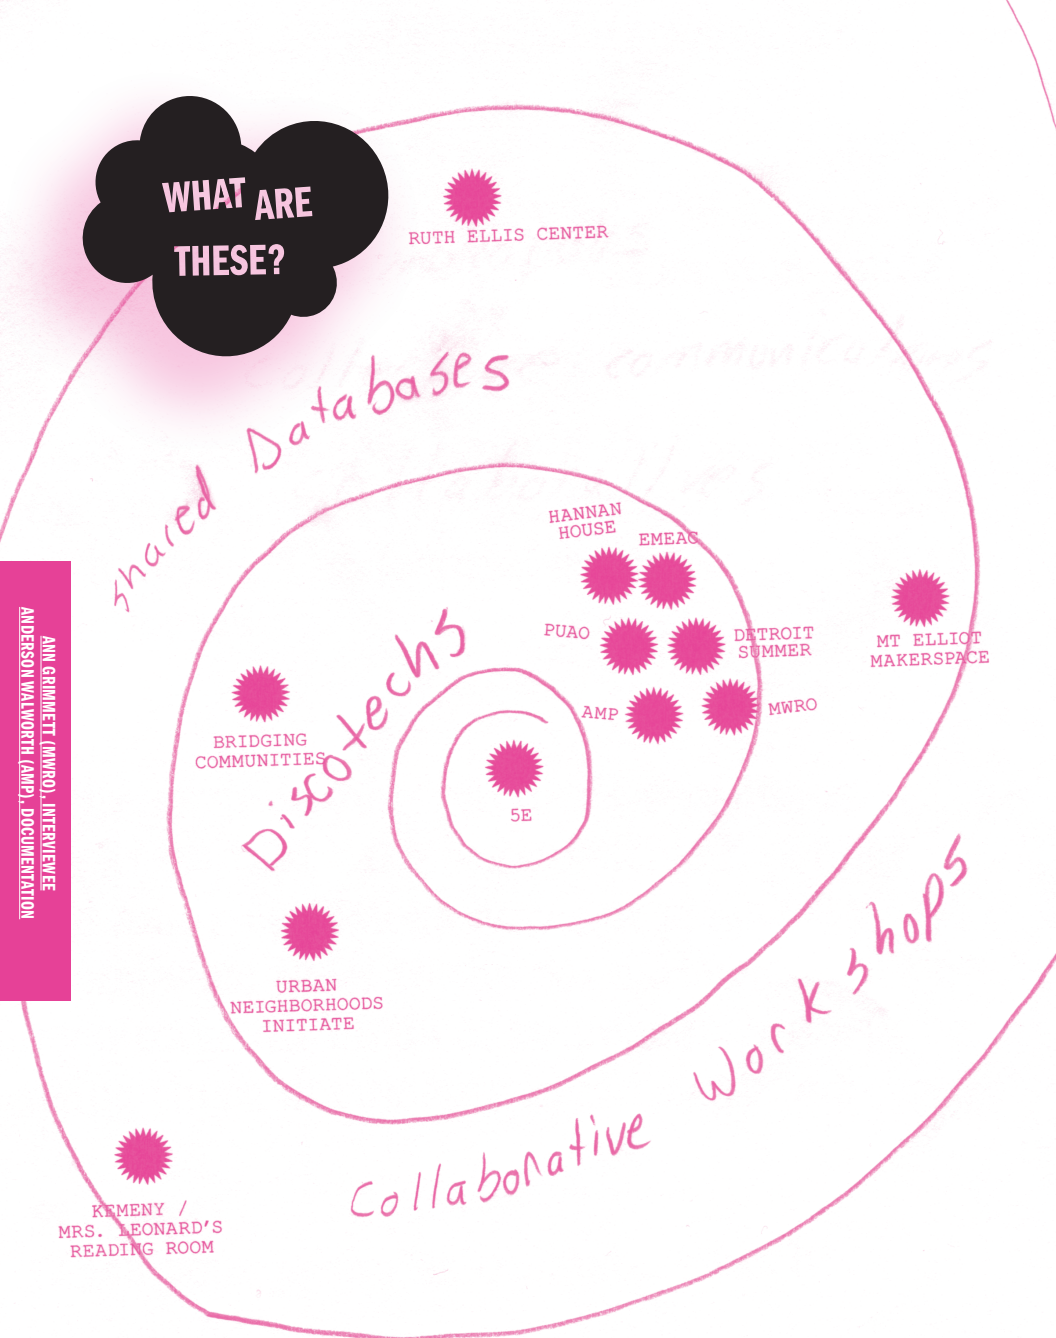 WHAT ARE
THESE?
RUTH ELLIS CENTER
shared Databases
HANNAN
HOUSE
EMEAC
PUAO
DETROIT
SUMMER
AMP
MWRO
MT ELLIOT
MAKERSPACE
Discotechs
BRIDGING
COMMUNITIES
5E
URBAN
NEIGHBORHOODS
INITIATE
Collaborative Workshops
KEMENY /
MRS. LEONARD'S
READING ROOM
ANN GRIMMETT (MWRO), INTERVIEWEE
ANDERSON WALWORTH (AMP), DOCUMENTATION